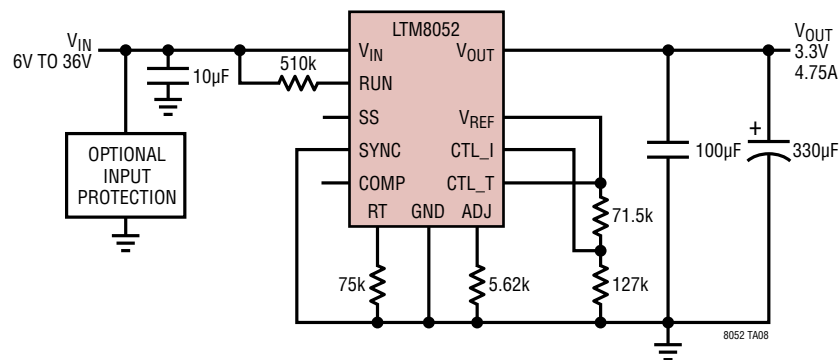 LTM8052
V_IN
6V TO 36V
10µF
510k
V_IN
RUN
SS
SYNC
COMP
RT
GND
ADJ
V_OUT
V_REF
CTL_I
CTL_T
V_OUT
3.3V
4.75A
OPTIONAL
INPUT
PROTECTION
100µF
+
330µF
71.5k
75k
5.62k
127k
8052 TA08